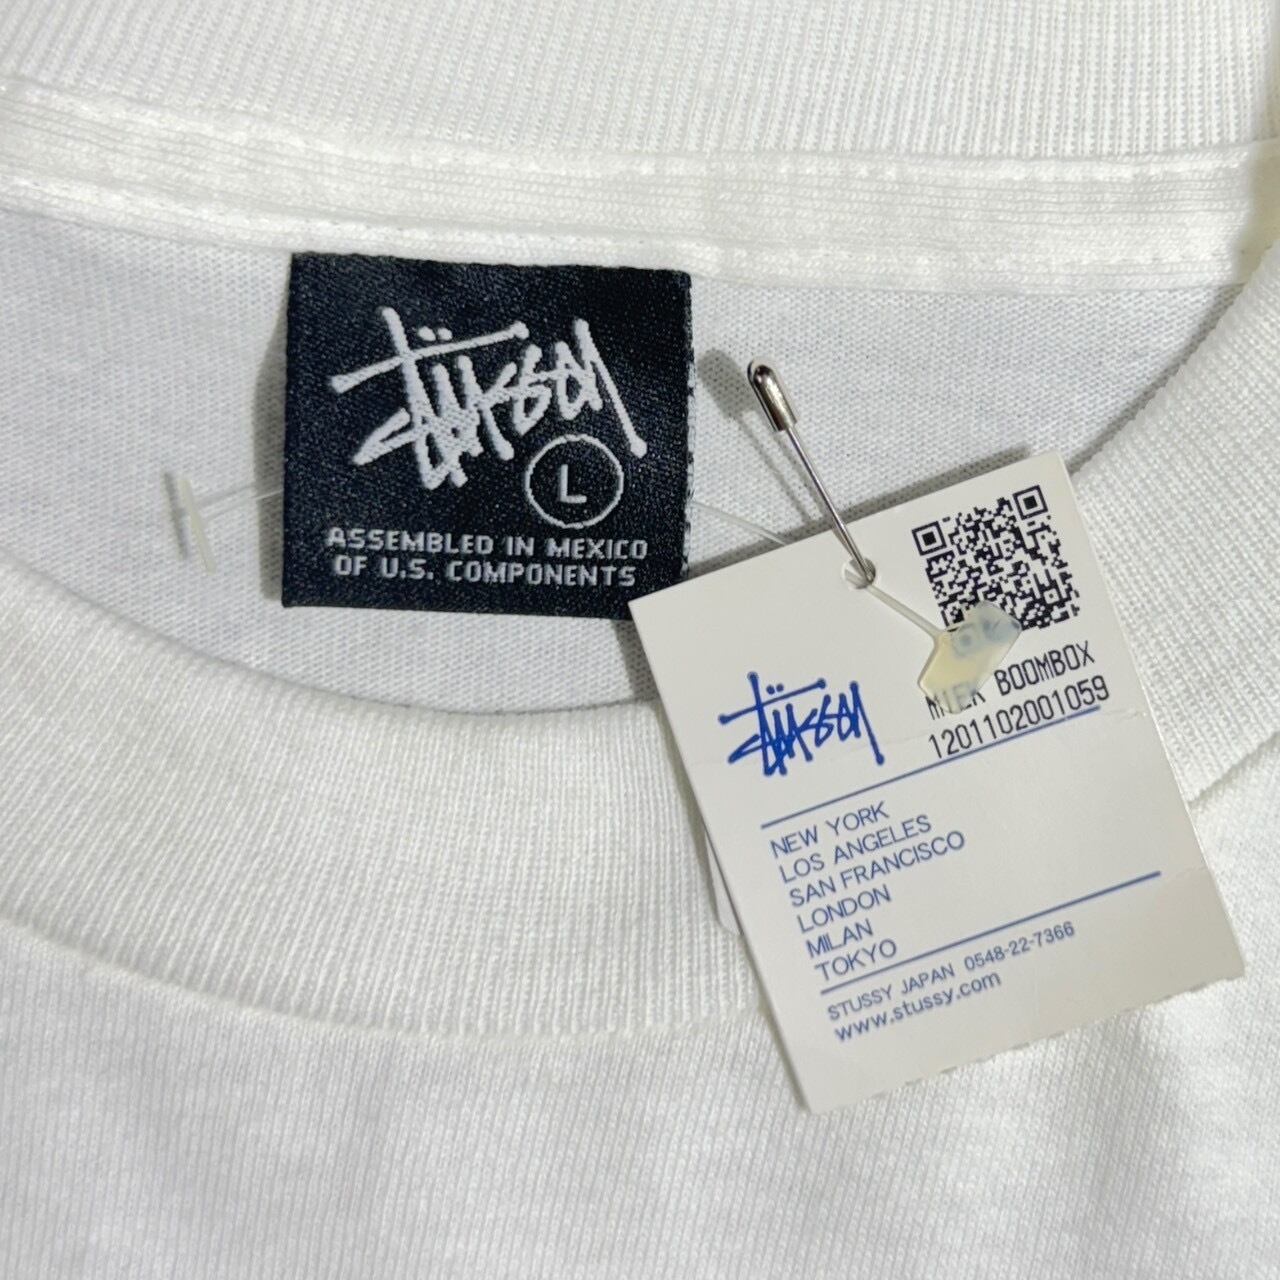 Stüssy
L
ASSEMBLED IN MEXICO
OF U.S. COMPONENTS
Stüssy
BOOMBOX
1201102001059
NEW YORK
LOS ANGELES
SAN FRANCISCO
LONDON
MILAN
TOKYO
STUSSY JAPAN 0548-22-7366
www.stussy.com